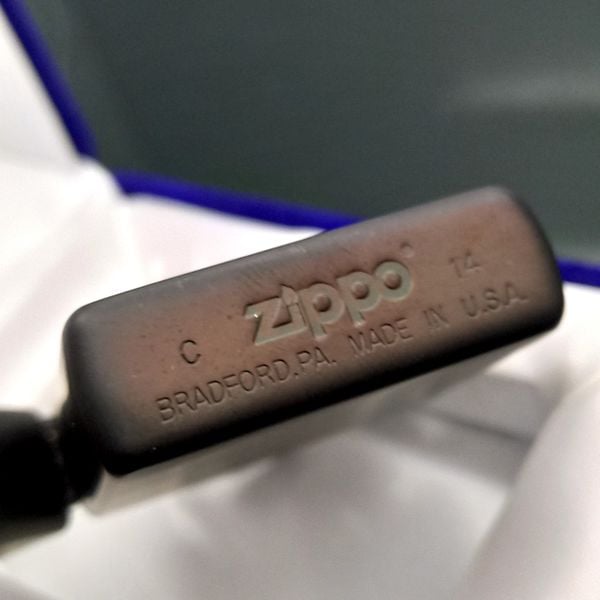 C zippo® 14
BRADFORD, PA. MADE IN U.S.A.